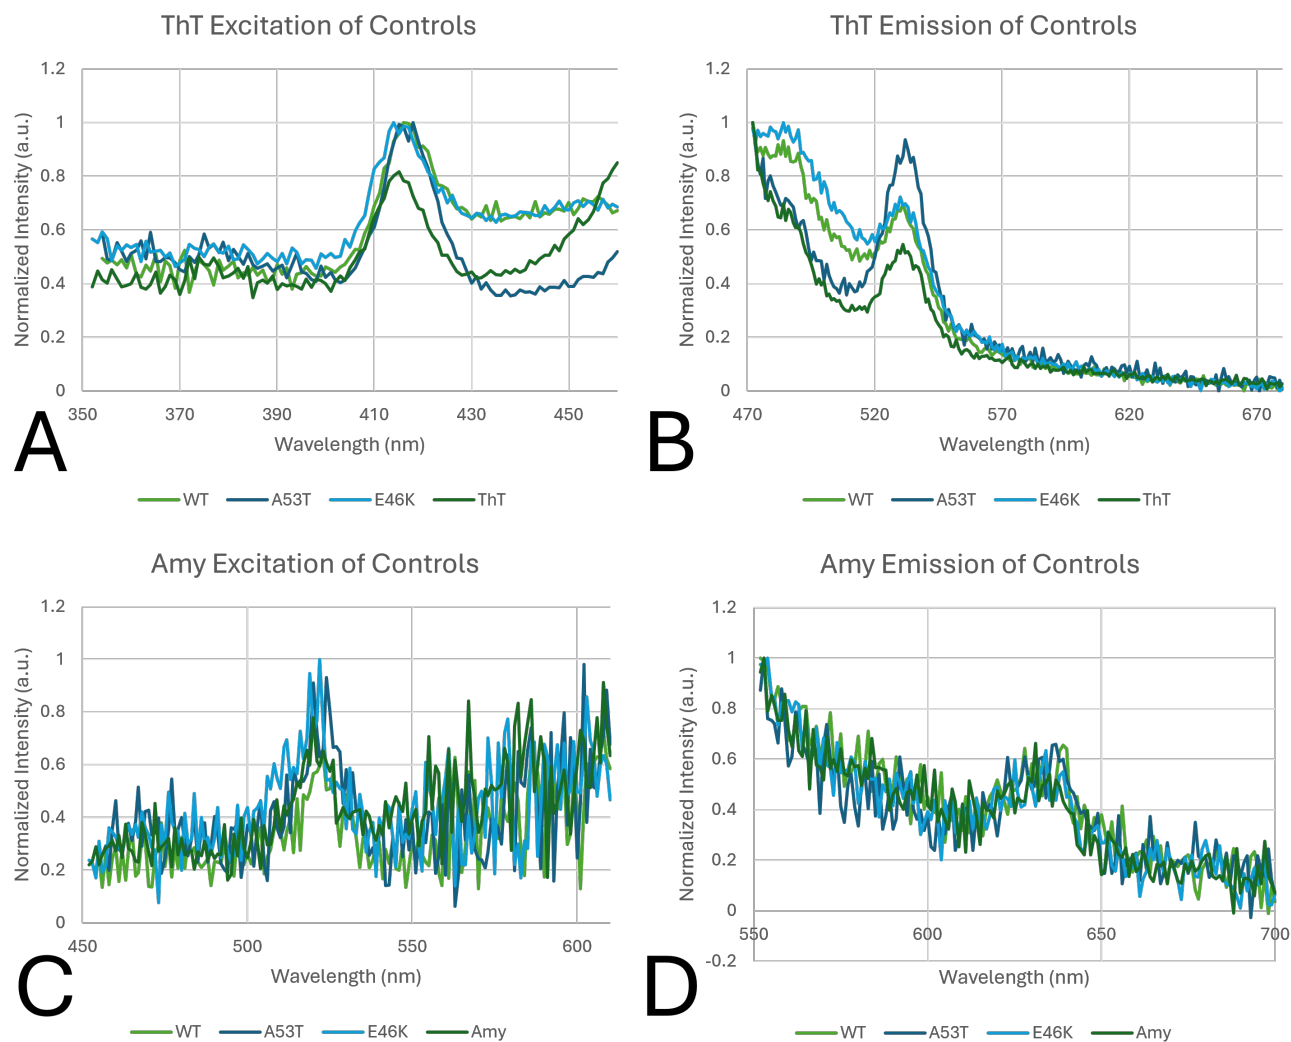 ThT Excitation of Controls
1.2
1
0.8
0.6
0.4
0.2
0
Normalized Intensity (a.u.)
350 370 390 410 430 450
Wavelength (nm)
A
WT A53T E46K ThT
ThT Emission of Controls
1.2
1
0.8
0.6
0.4
0.2
0
Normalized Intensity (a.u.)
470 520 570 620 670
Wavelength (nm)
B
WT A53T E46K ThT
Amy Excitation of Controls
1.2
1
0.8
0.6
0.4
0.2
0
Normalized Intensity (a.u.)
450 500 550 600
Wavelength (nm)
C
WT A53T E46K Amy
Amy Emission of Controls
1.2
1
0.8
0.6
0.4
0.2
0
-0.2
Normalized Intensity (a.u.)
550 600 650 700
Wavelength (nm)
D
WT A53T E46K Amy